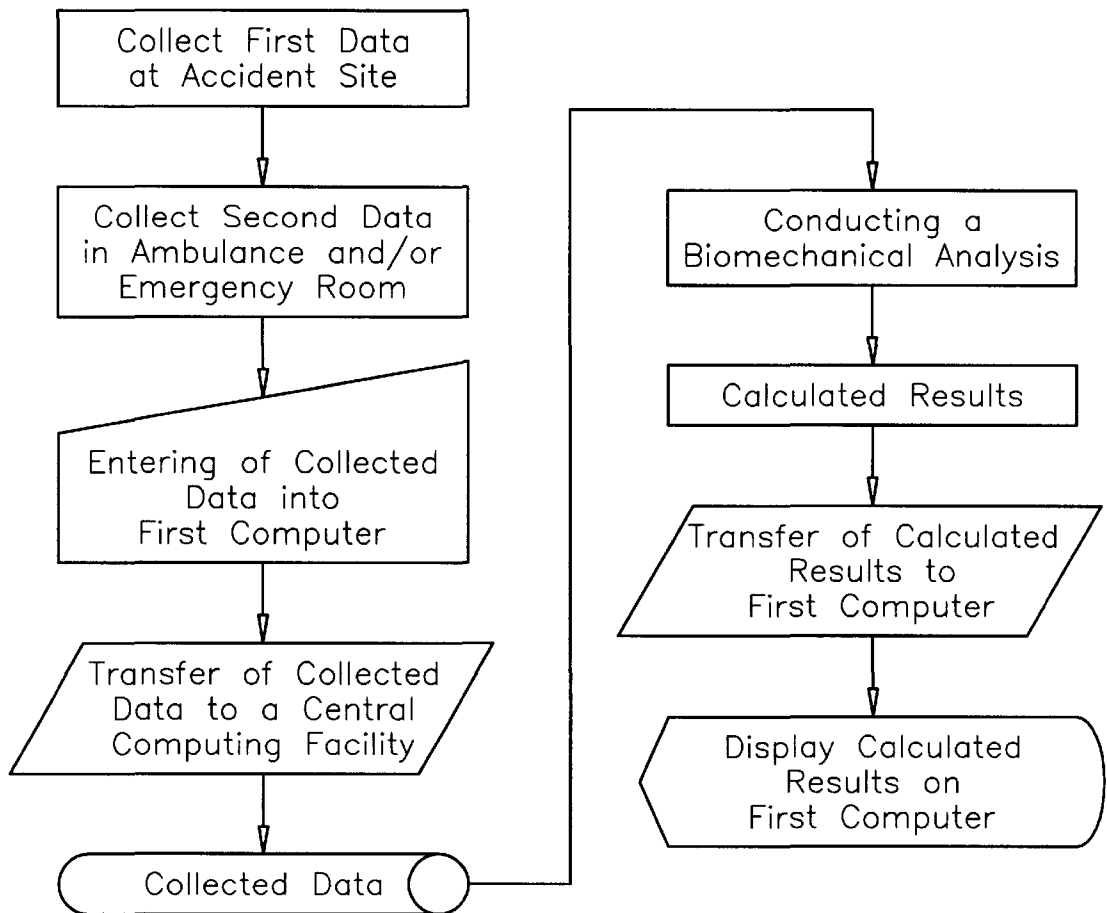 Collect First Data
at Accident Site
Collect Second Data
in Ambulance and/or
Emergency Room
Entering of Collected
Data into
First Computer
Transfer of Collected
Data to a Central
Computing Facility
Collected Data
Conducting a
Biomechanical Analysis
Calculated Results
Transfer of Calculated
Results to
First Computer
Display Calculated
Results on
First Computer